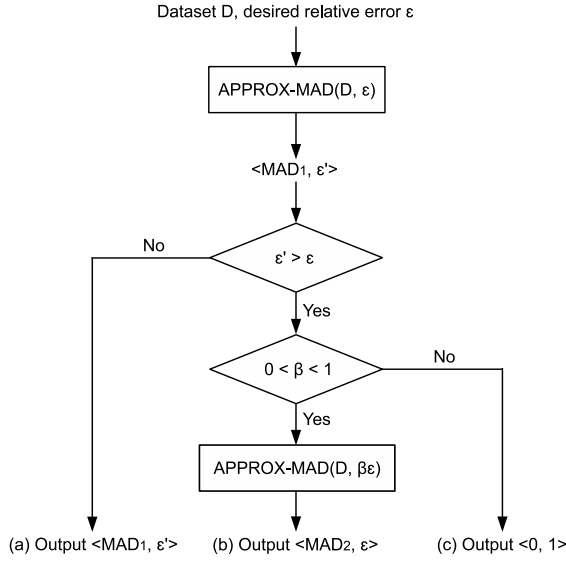 Dataset D, desired relative error ε
APPROX-MAD(D, ε)
<MAD₁, ε'>
No
ε' > ε
Yes
0 < β < 1
No
Yes
APPROX-MAD(D, βε)
(a) Output <MAD₁, ε'>
(b) Output <MAD₂, ε>
(c) Output <0, 1>